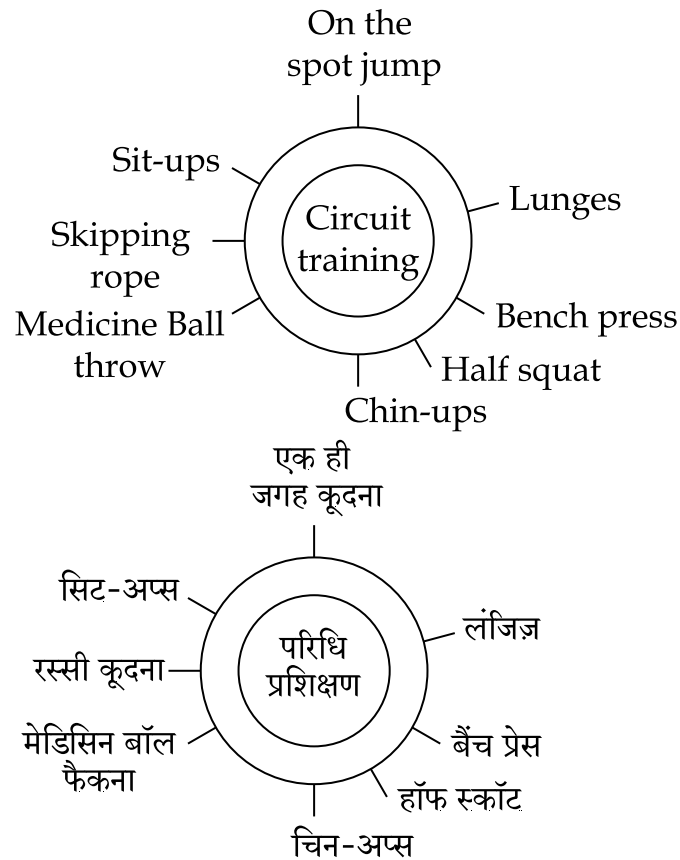 On the
spot jump
Sit-ups
Lunges
Circuit
training
Skipping
rope
Medicine Ball
throw
Bench press
Half squat
Chin-ups
एक ही
जगह कूदना
सिट-अप्स
लंजिज़
परिधि
प्रशिक्षण
रस्सी कूदना
मेडिसिन बॉल
फैकना
बैंच प्रेस
हॉफ स्कॉट
चिन-अप्स